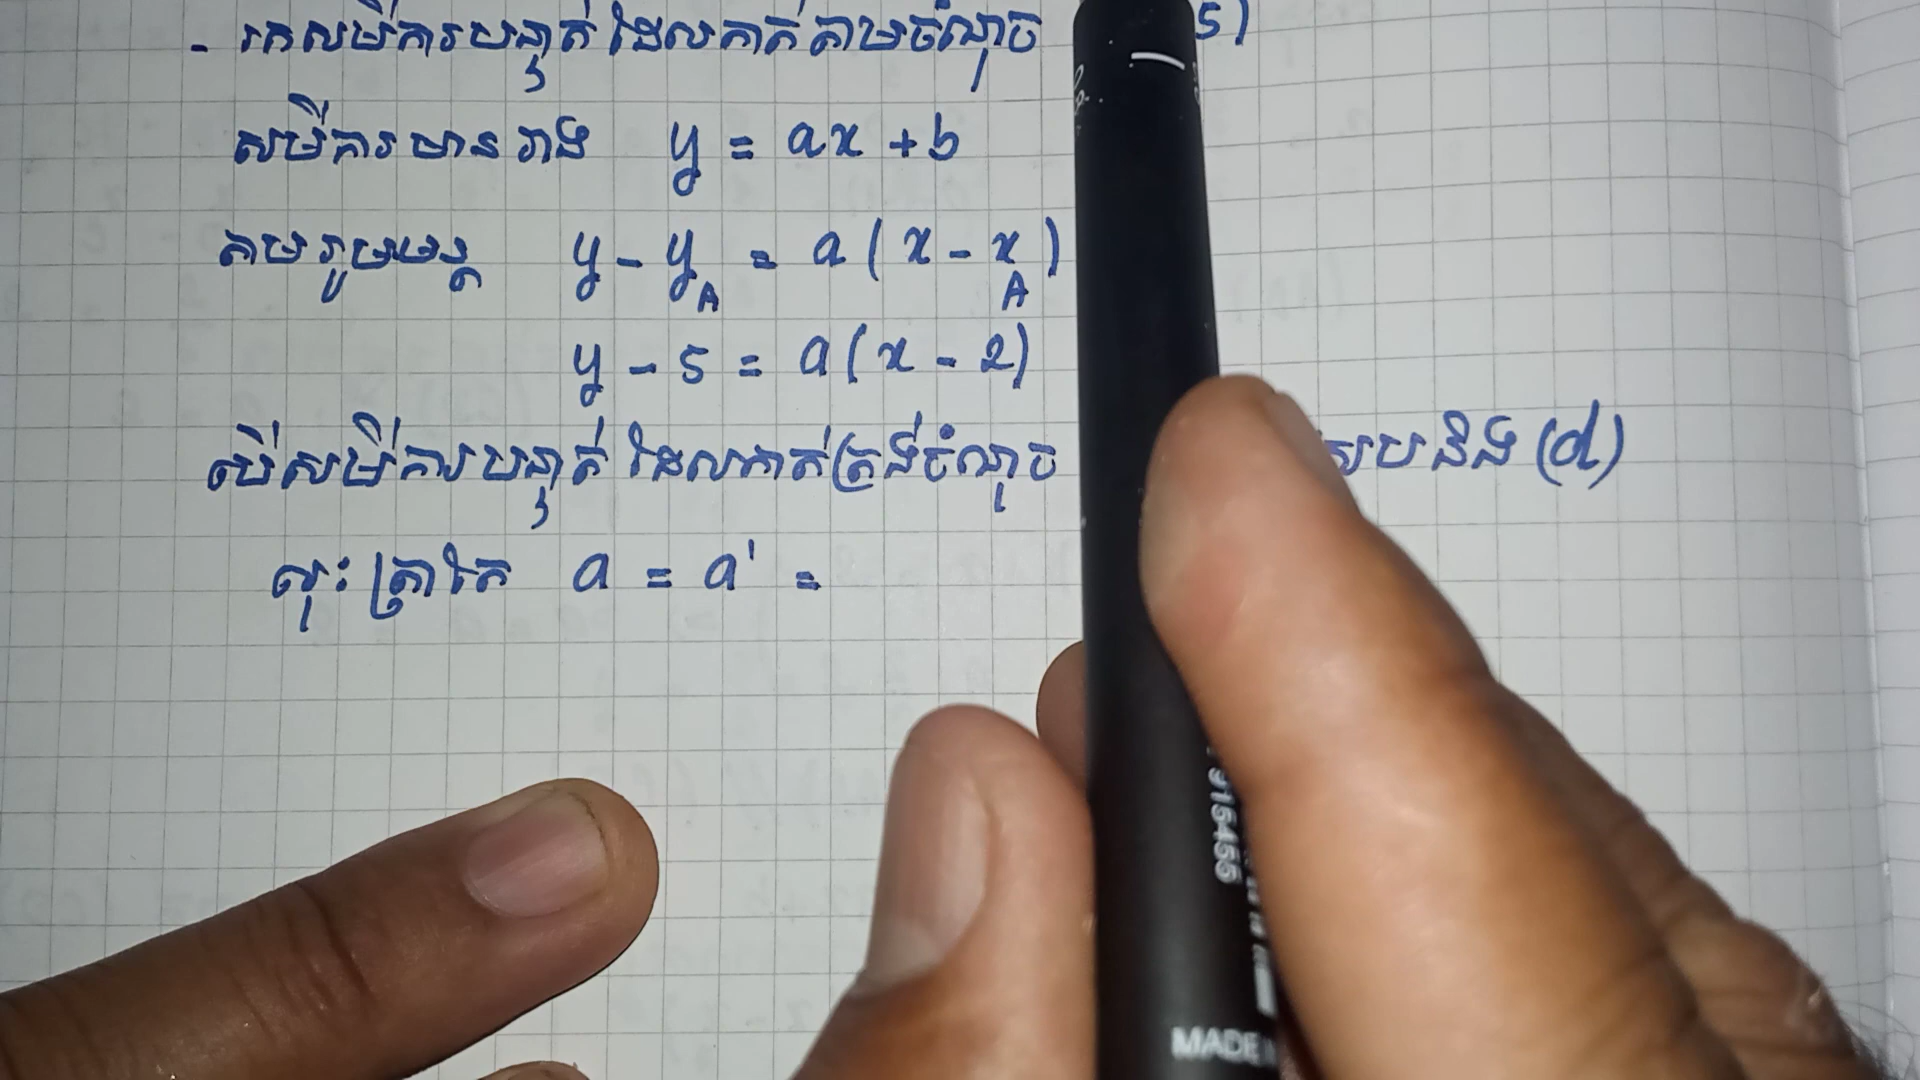 - រកសមីការបន្ទាត់ ដែលកាត់តាមចំណុច 5)
សមីការមានរាង y = ax + b
តាមរូបមន្ត y - y_A = a(x - x_A)
y - 5 = a(x - 2)
បើសមីការបន្ទាត់ ដែលកាត់ត្រង់ចំណុច ស្របនឹង (d)
លុះត្រាតែ a = a' =
915455
MADE